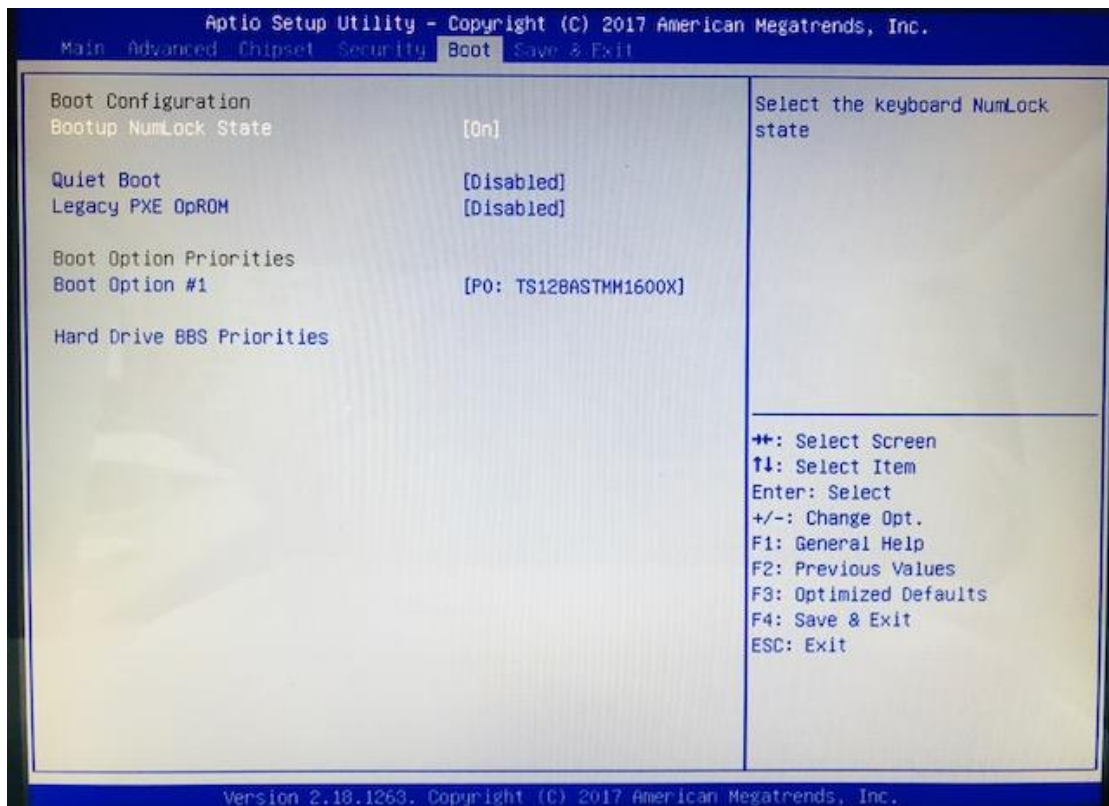 Aptio Setup Utility - Copyright (C) 2017 American Megatrends, Inc.
Main Advanced Chipset Security Boot Save & Exit
Boot Configuration
Bootup NumLock State [On]
Quiet Boot [Disabled]
Legacy PXE OpROM [Disabled]
Boot Option Priorities
Boot Option #1 [P0: TS128ASTMM1600X]
Hard Drive BBS Priorities
Select the keyboard NumLock
state
→←: Select Screen
↑↓: Select Item
Enter: Select
+/-: Change Opt.
F1: General Help
F2: Previous Values
F3: Optimized Defaults
F4: Save & Exit
ESC: Exit
Version 2.18.1263. Copyright (C) 2017 American Megatrends, Inc.